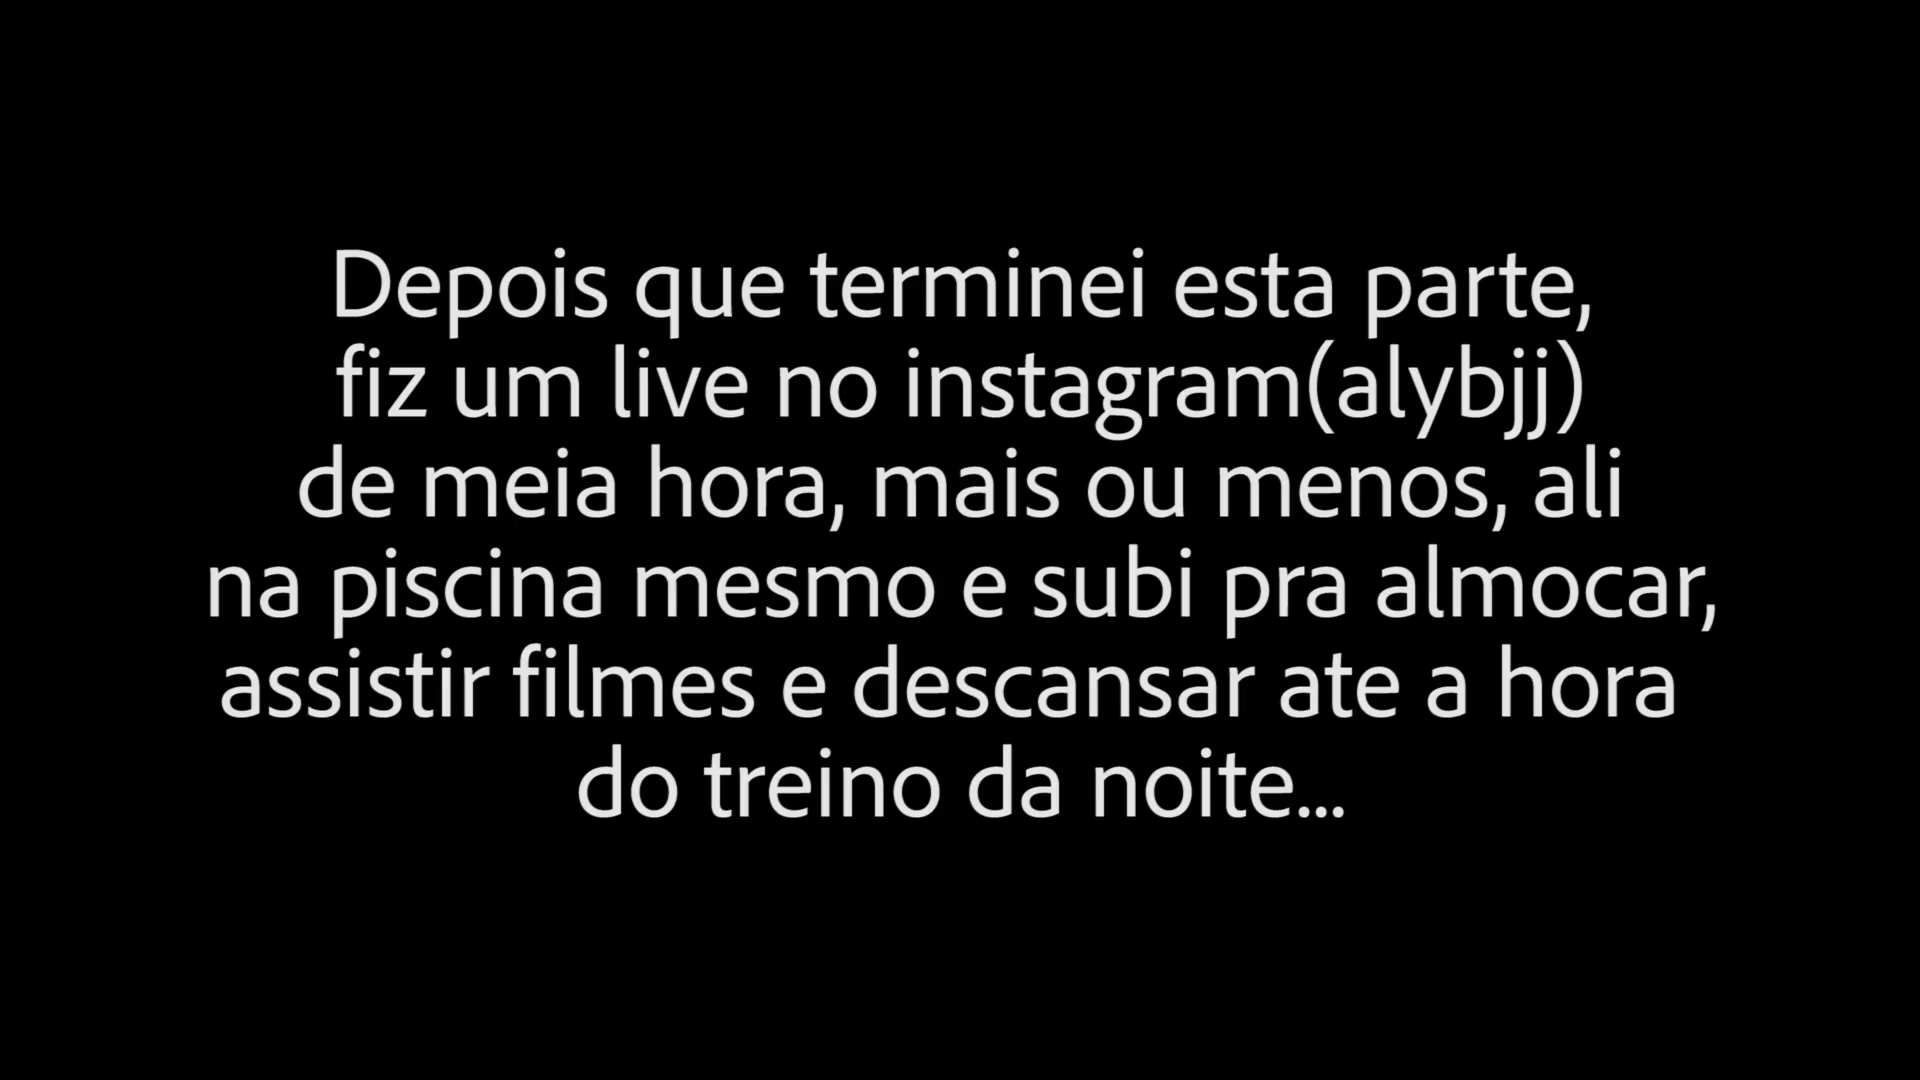 Depois que terminei esta parte,
fiz um live no instagram(alybjj)
de meia hora, mais ou menos, ali
na piscina mesmo e subi pra almocar,
assistir filmes e descansar ate a hora
do treino da noite...